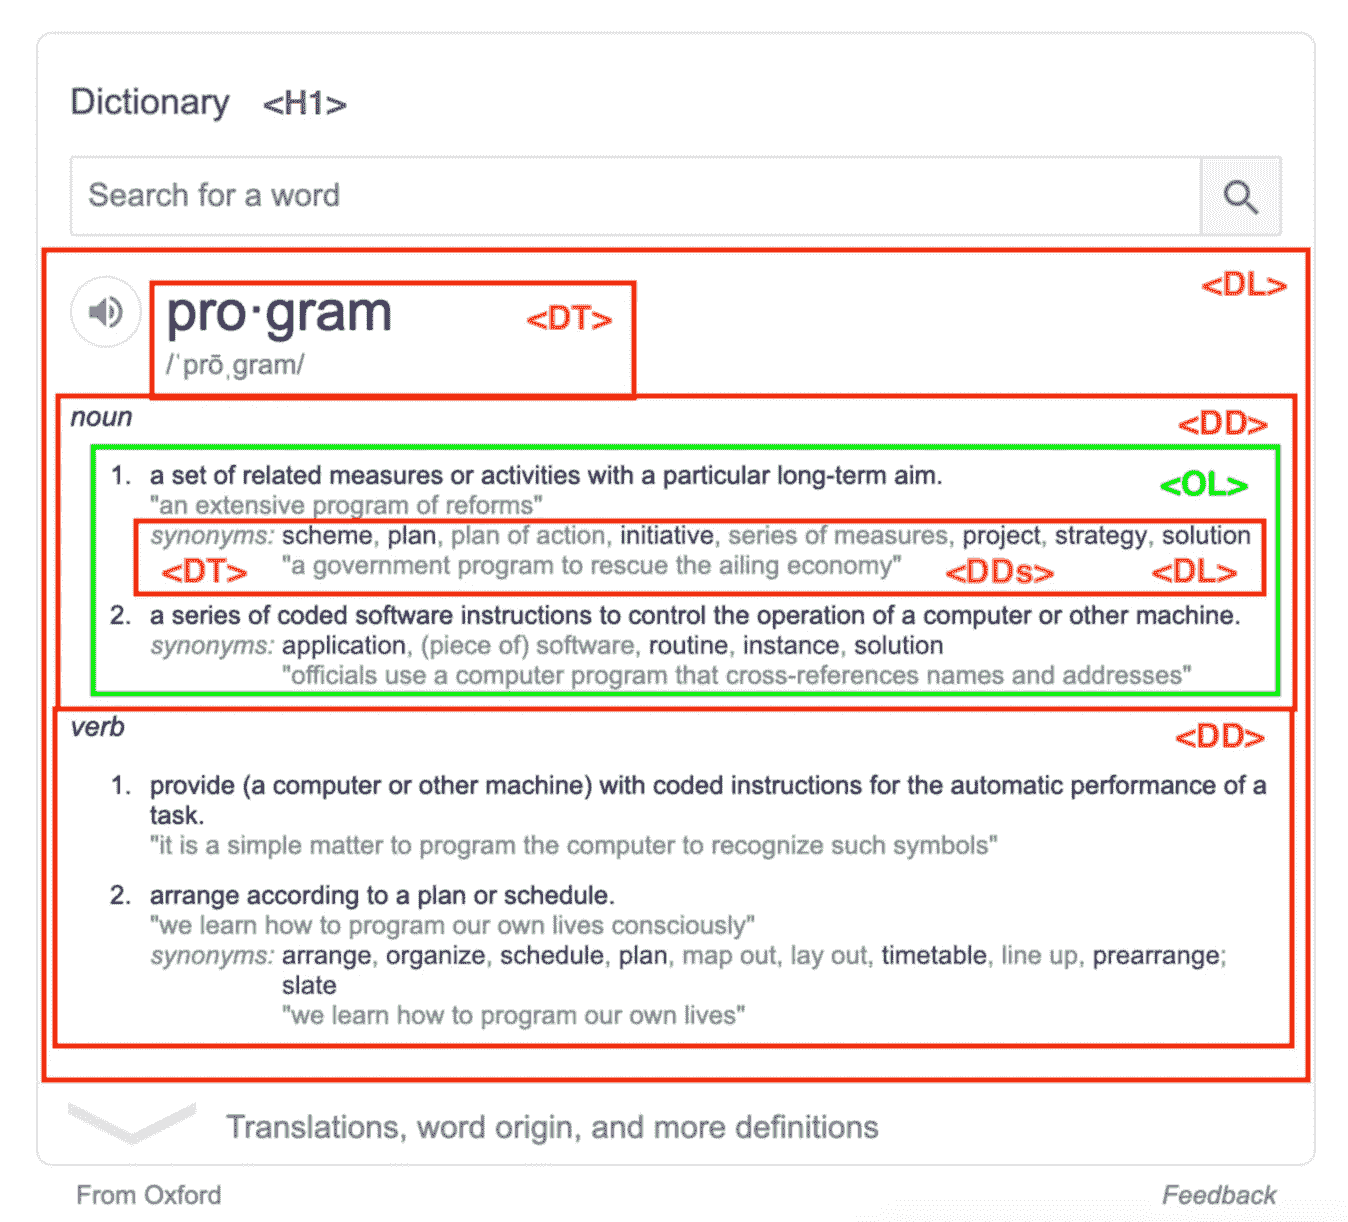 Dictionary <H1>
Search for a word
<DL>
pro·gram <DT>
/ˈprōˌgram/
noun <DD>
1. a set of related measures or activities with a particular long-term aim. <OL>
"an extensive program of reforms"
synonyms: scheme, plan, plan of action, initiative, series of measures, project, strategy, solution
<DT> "a government program to rescue the ailing economy" <DDs> <DL>
2. a series of coded software instructions to control the operation of a computer or other machine.
synonyms: application, (piece of) software, routine, instance, solution
"officials use a computer program that cross-references names and addresses"
verb <DD>
1. provide (a computer or other machine) with coded instructions for the automatic performance of a
task.
"it is a simple matter to program the computer to recognize such symbols"
2. arrange according to a plan or schedule.
"we learn how to program our own lives consciously"
synonyms: arrange, organize, schedule, plan, map out, lay out, timetable, line up, prearrange;
slate
"we learn how to program our own lives"
Translations, word origin, and more definitions
From Oxford Feedback